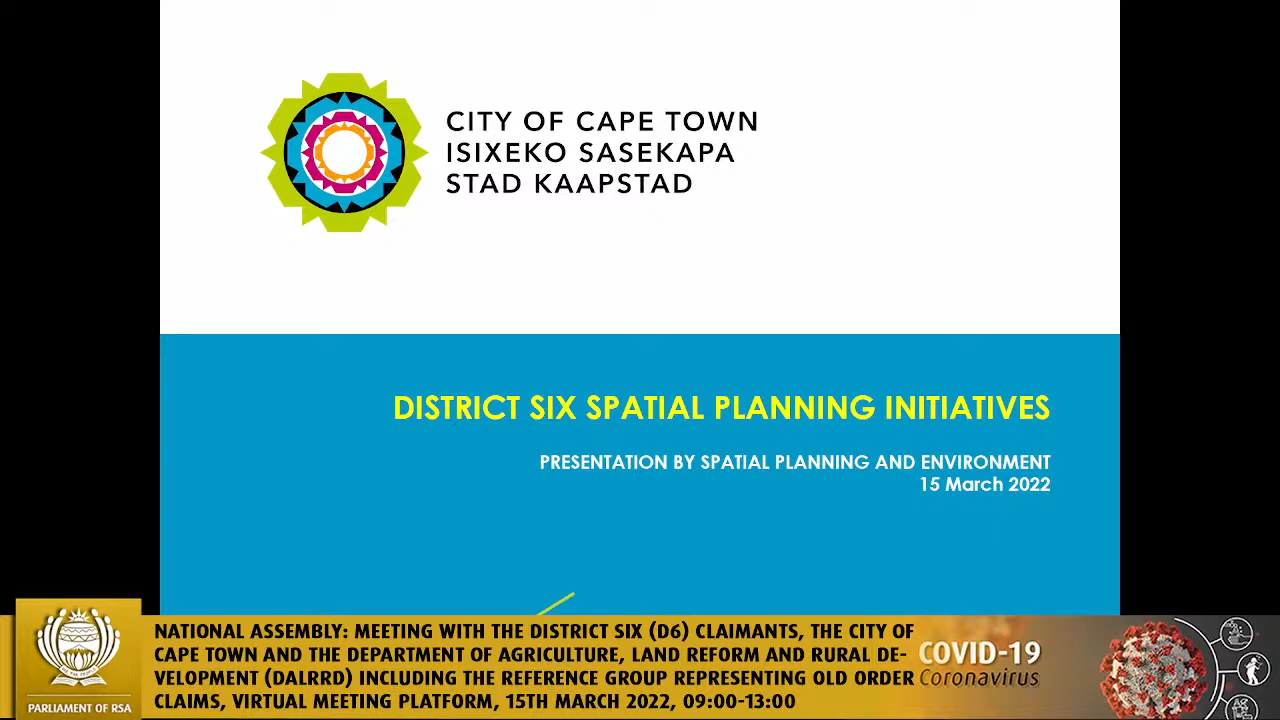 CITY OF CAPE TOWN
ISIXEKO SASEKAPA
STAD KAAPSTAD
DISTRICT SIX SPATIAL PLANNING INITIATIVES
PRESENTATION BY SPATIAL PLANNING AND ENVIRONMENT
15 March 2022
NATIONAL ASSEMBLY: MEETING WITH THE DISTRICT SIX (D6) CLAIMANTS, THE CITY OF
CAPE TOWN AND THE DEPARTMENT OF AGRICULTURE, LAND REFORM AND RURAL DE-
VELOPMENT (DALRRD) INCLUDING THE REFERENCE GROUP REPRESENTING OLD ORDER
CLAIMS, VIRTUAL MEETING PLATFORM, 15TH MARCH 2022, 09:00-13:00
PARLIAMENT OF RSA
COVID-19
Coronavirus